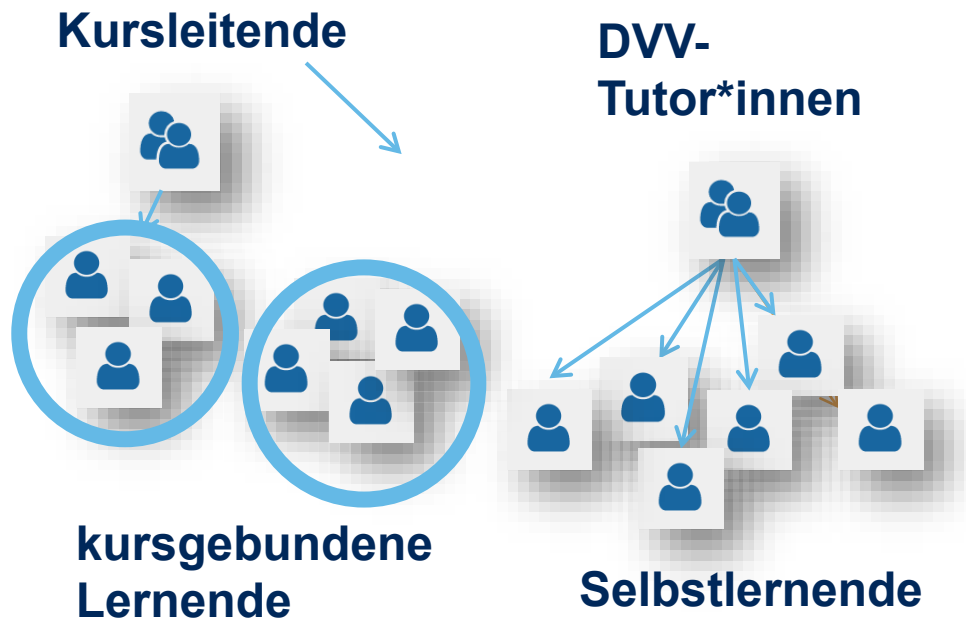 Kursleitende
DVV-
Tutor*innen
kursgebundene
Lernende
Selbstlernende